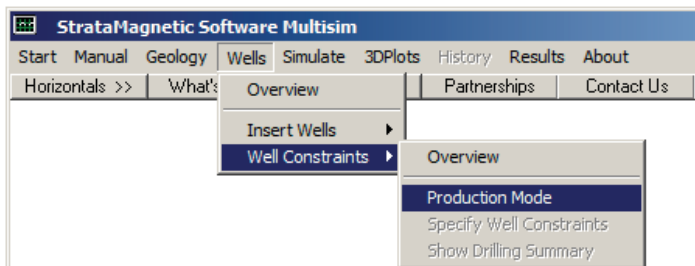 StrataMagnetic Software Multisim
Start Manual Geology Wells Simulate 3DPlots History Results About
Horizontals >> What's Partnerships Contact Us
Overview
Insert Wells
Well Constraints
Overview
Production Mode
Specify Well Constraints
Show Drilling Summary